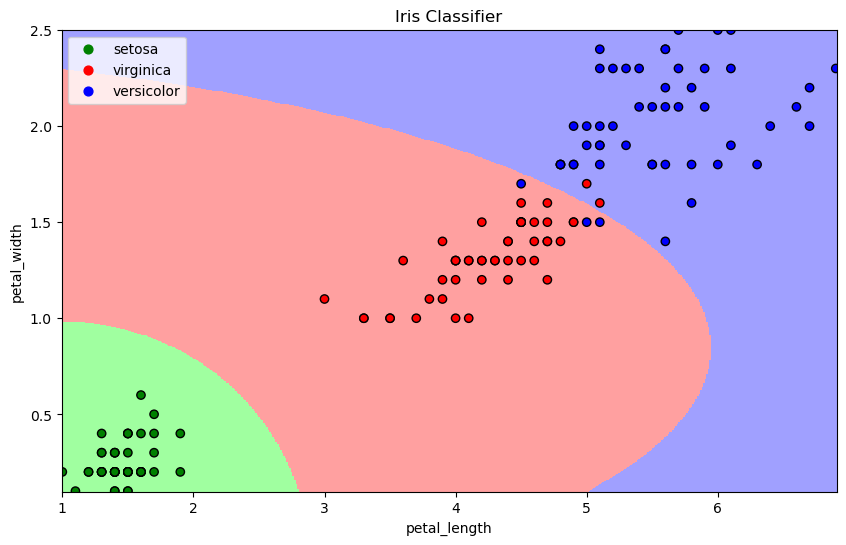 Iris Classifier
setosa
virginica
versicolor
petal_width
2.5
2.0
1.5
1.0
0.5
1
2
3
4
5
6
petal_length